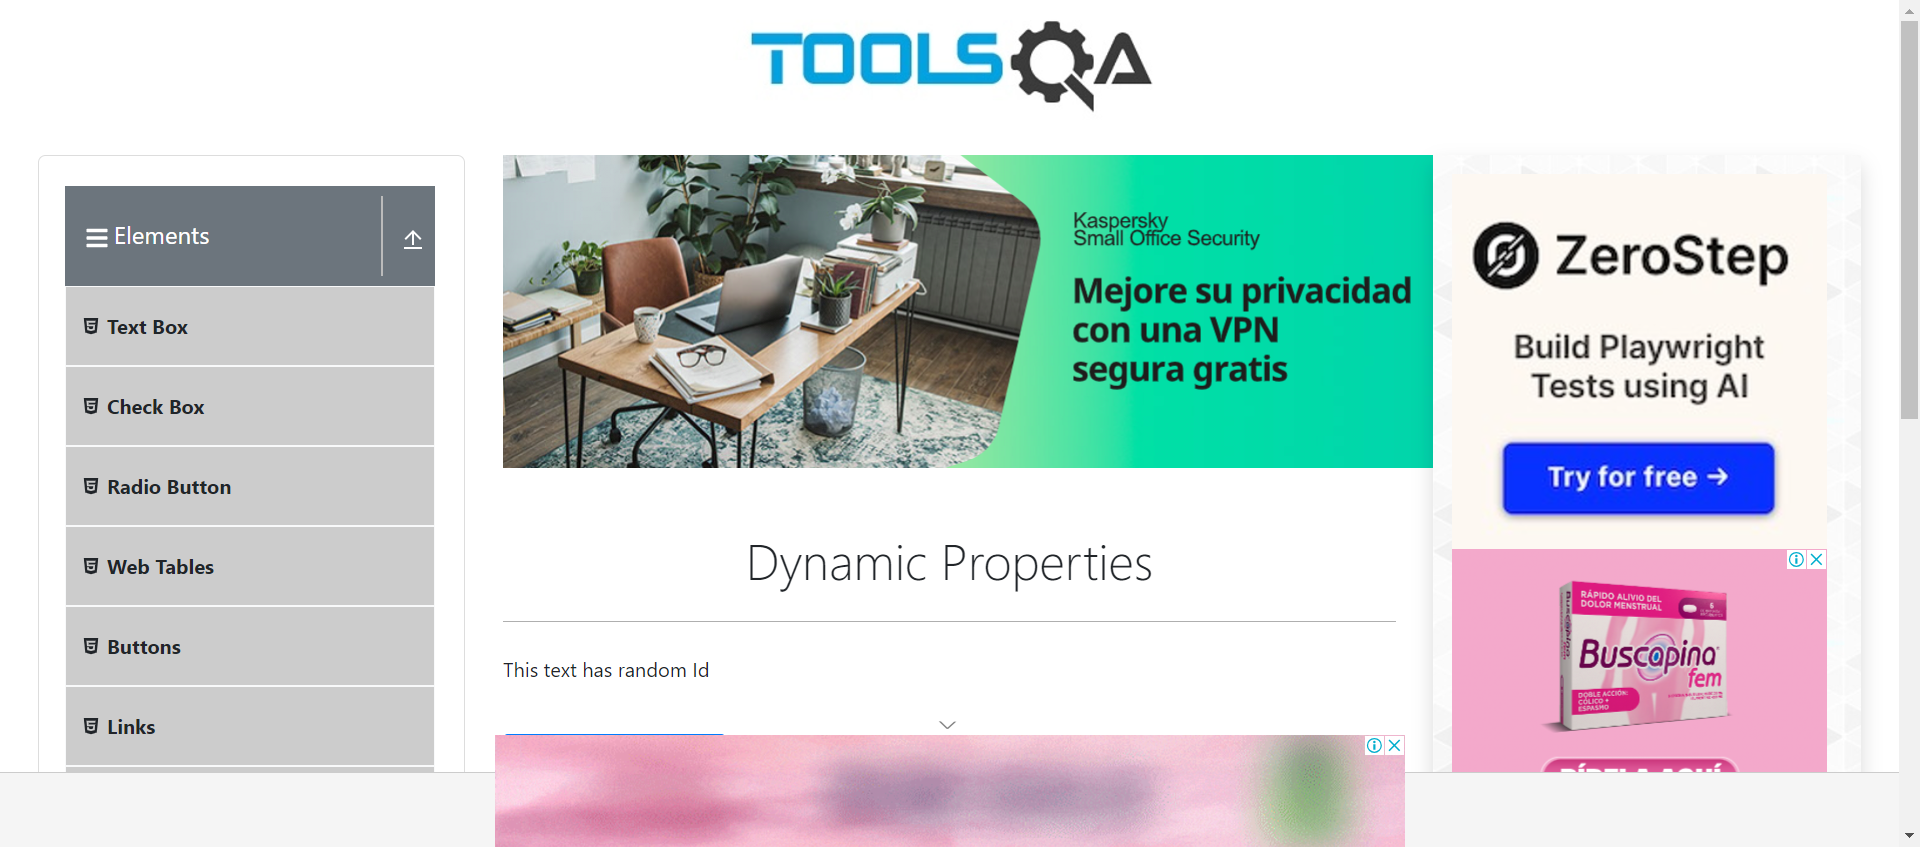 TOOLSQA
Elements
Text Box
Check Box
Radio Button
Web Tables
Buttons
Links
Kaspersky
Small Office Security
Mejore su privacidad
con una VPN
segura gratis
Dynamic Properties
This text has random Id
ZeroStep
Build Playwright
Tests using AI
Try for free →
RÁPIDO ALIVIO DEL
DOLOR MENSTRUAL
Buscapina
fem
DOBLE ACCIÓN:
CÓLICO +
ESPASMO
PÍDELA AQUÍ